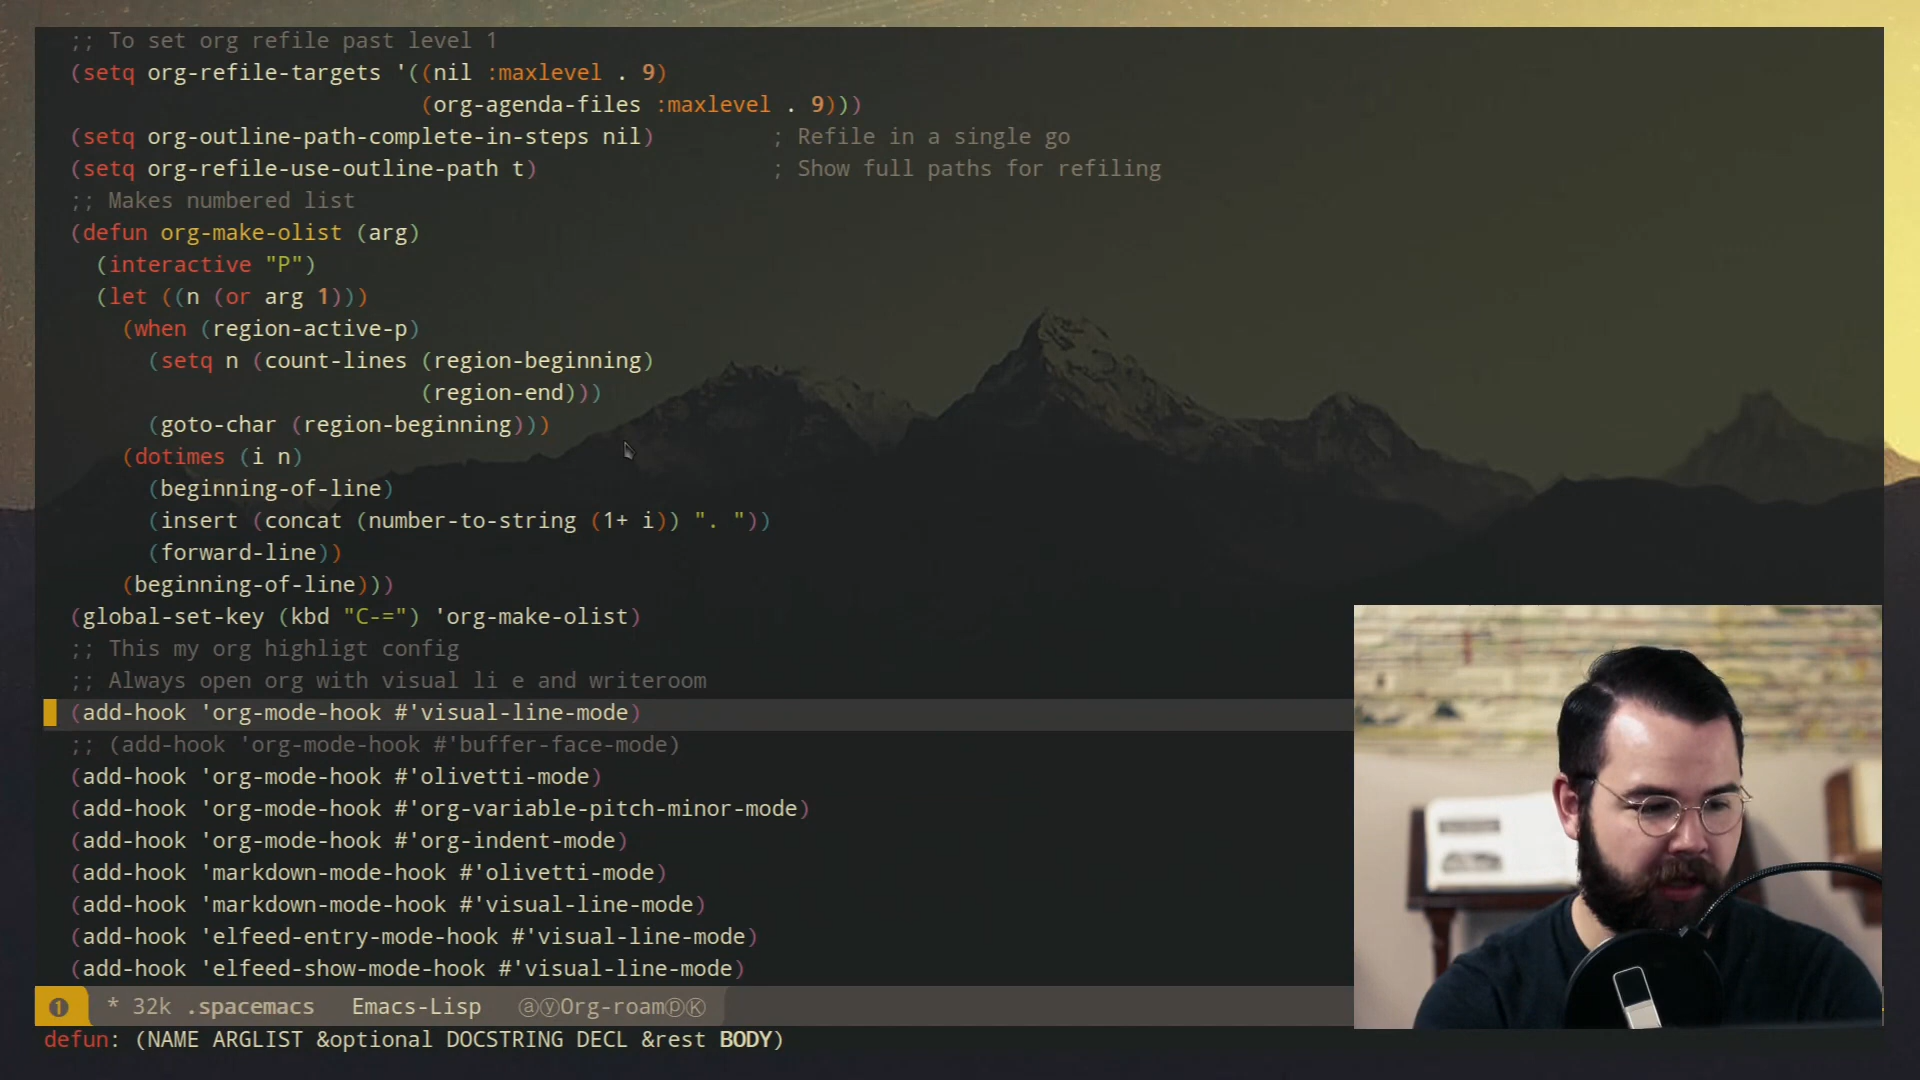 ;; To set org refile past level 1
(setq org-refile-targets '((nil :maxlevel . 9)
(org-agenda-files :maxlevel . 9)))
(setq org-outline-path-complete-in-steps nil) ; Refile in a single go
(setq org-refile-use-outline-path t) ; Show full paths for refiling
;; Makes numbered list
(defun org-make-olist (arg)
(interactive "P")
(let ((n (or arg 1)))
(when (region-active-p)
(setq n (count-lines (region-beginning)
(region-end)))
(goto-char (region-beginning)))
(dotimes (i n)
(beginning-of-line)
(insert (concat (number-to-string (1+ i)) ". "))
(forward-line))
(beginning-of-line)))
(global-set-key (kbd "C-=") 'org-make-olist)
;; This my org highligt config
;; Always open org with visual li e and writeroom
(add-hook 'org-mode-hook #'visual-line-mode)
;; (add-hook 'org-mode-hook #'buffer-face-mode)
(add-hook 'org-mode-hook #'olivetti-mode)
(add-hook 'org-mode-hook #'org-variable-pitch-minor-mode)
(add-hook 'org-mode-hook #'org-indent-mode)
(add-hook 'markdown-mode-hook #'olivetti-mode)
(add-hook 'markdown-mode-hook #'visual-line-mode)
(add-hook 'elfeed-entry-mode-hook #'visual-line-mode)
(add-hook 'elfeed-show-mode-hook #'visual-line-mode)
❶ * 32k .spacemacs Emacs-Lisp ⓐⓨOrg-roamⓟⓀ
defun: (NAME ARGLIST &optional DOCSTRING DECL &rest BODY)